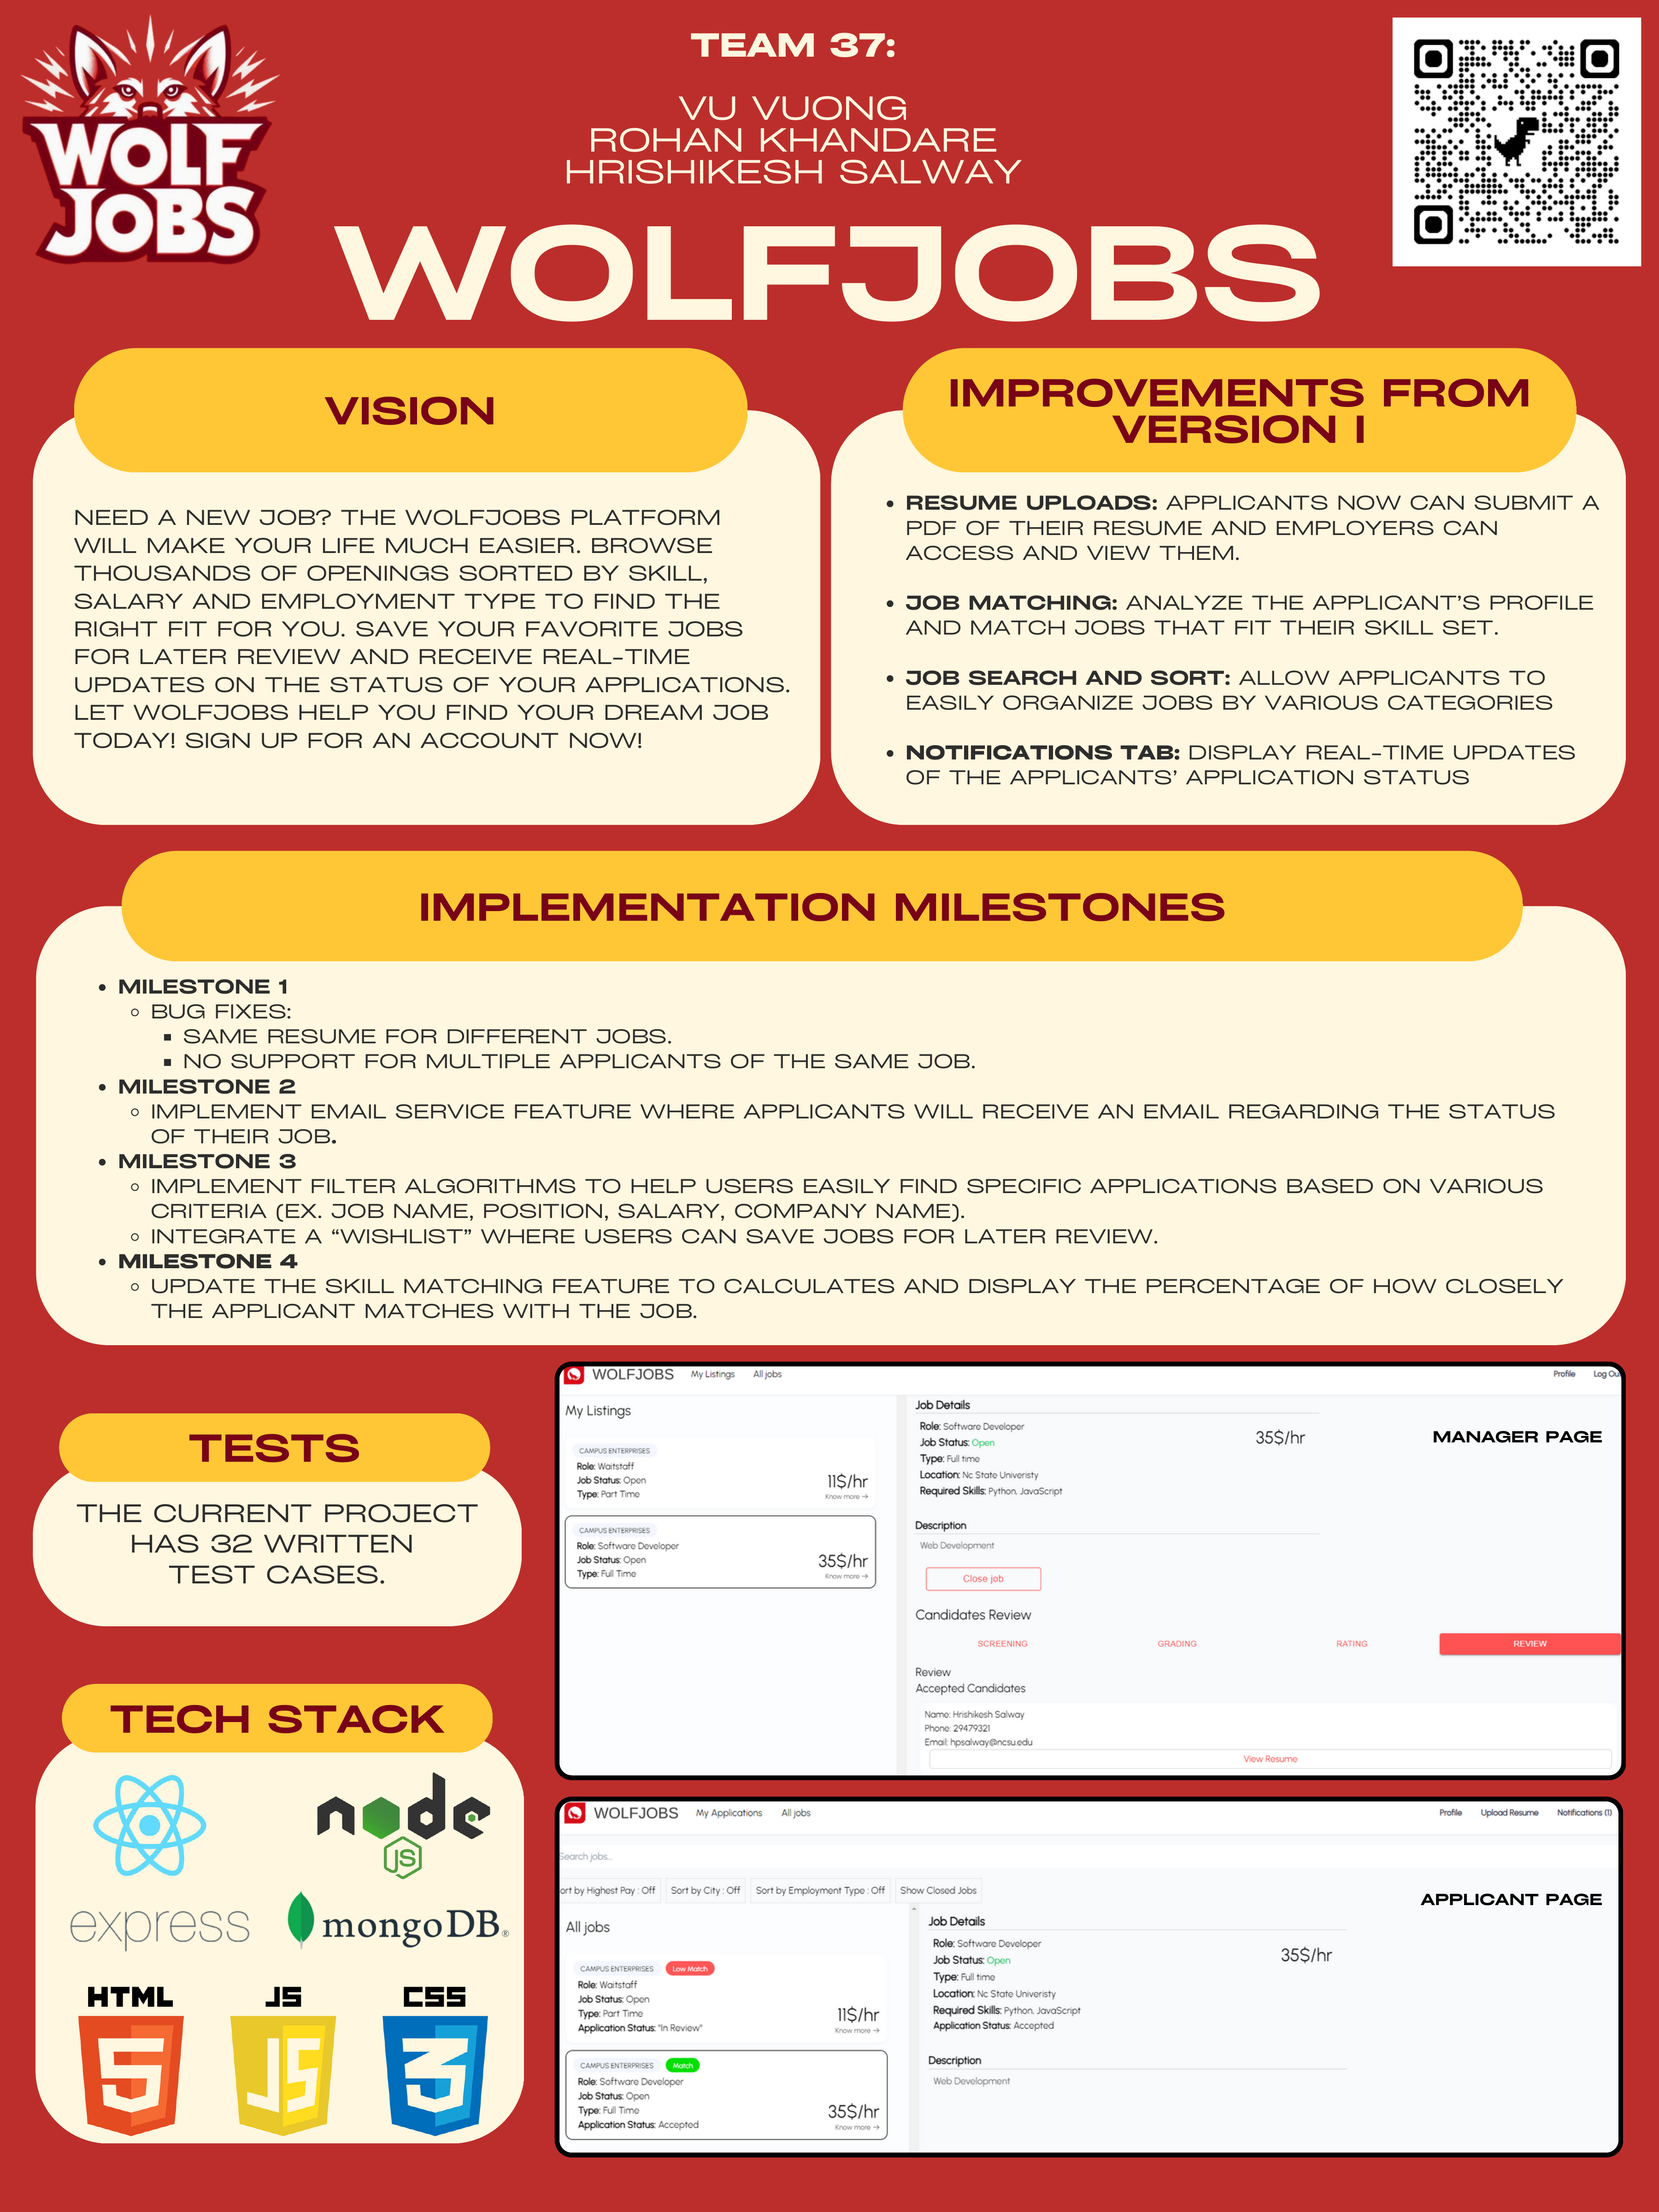 WOLF
JOBS
TEAM 37:
VU VUONG
ROHAN KHANDARE
HRISHIKESH SALWAY
WOLFJOBS
VISION
NEED A NEW JOB? THE WOLFJOBS PLATFORM
WILL MAKE YOUR LIFE MUCH EASIER. BROWSE
THOUSANDS OF OPENINGS SORTED BY SKILL,
SALARY AND EMPLOYMENT TYPE TO FIND THE
RIGHT FIT FOR YOU. SAVE YOUR FAVORITE JOBS
FOR LATER REVIEW AND RECEIVE REAL-TIME
UPDATES ON THE STATUS OF YOUR APPLICATIONS.
LET WOLFJOBS HELP YOU FIND YOUR DREAM JOB
TODAY! SIGN UP FOR AN ACCOUNT NOW!
IMPROVEMENTS FROM
VERSION I
• RESUME UPLOADS: APPLICANTS NOW CAN SUBMIT A
PDF OF THEIR RESUME AND EMPLOYERS CAN
ACCESS AND VIEW THEM.
• JOB MATCHING: ANALYZE THE APPLICANT'S PROFILE
AND MATCH JOBS THAT FIT THEIR SKILL SET.
• JOB SEARCH AND SORT: ALLOW APPLICANTS TO
EASILY ORGANIZE JOBS BY VARIOUS CATEGORIES
• NOTIFICATIONS TAB: DISPLAY REAL-TIME UPDATES
OF THE APPLICANTS' APPLICATION STATUS
IMPLEMENTATION MILESTONES
• MILESTONE 1
◦ BUG FIXES:
▪ SAME RESUME FOR DIFFERENT JOBS.
▪ NO SUPPORT FOR MULTIPLE APPLICANTS OF THE SAME JOB.
• MILESTONE 2
◦ IMPLEMENT EMAIL SERVICE FEATURE WHERE APPLICANTS WILL RECEIVE AN EMAIL REGARDING THE STATUS
OF THEIR JOB.
• MILESTONE 3
◦ IMPLEMENT FILTER ALGORITHMS TO HELP USERS EASILY FIND SPECIFIC APPLICATIONS BASED ON VARIOUS
CRITERIA (EX. JOB NAME, POSITION, SALARY, COMPANY NAME).
◦ INTEGRATE A “WISHLIST” WHERE USERS CAN SAVE JOBS FOR LATER REVIEW.
• MILESTONE 4
◦ UPDATE THE SKILL MATCHING FEATURE TO CALCULATES AND DISPLAY THE PERCENTAGE OF HOW CLOSELY
THE APPLICANT MATCHES WITH THE JOB.
TESTS
THE CURRENT PROJECT
HAS 32 WRITTEN
TEST CASES.
TECH STACK
node
JS
express
mongoDB®
HTML JS CSS
5 JS 3
WOLFJOBS My Listings All jobs Profile Log Ou
My Listings
CAMPUS ENTERPRISES
Role: Waitstaff
Job Status: Open
Type: Part Time
11$/hr
Know more →
CAMPUS ENTERPRISES
Role: Software Developer
Job Status: Open
Type: Full Time
35$/hr
Know more →
Job Details
Role: Software Developer
Job Status: Open
Type: Full time
Location: Nc State Univeristy
Required Skills: Python, JavaScript
35$/hr
MANAGER PAGE
Description
Web Development
Close job
Candidates Review
SCREENING GRADING RATING REVIEW
Review
Accepted Candidates
Name: Hrishikesh Salway
Phone: 29479321
Email: hpsalway@ncsu.edu
View Resume
WOLFJOBS My Applications All jobs Profile Upload Resume Notifications (1)
Search jobs...
ort by Highest Pay : Off Sort by City : Off Sort by Employment Type : Off Show Closed Jobs
APPLICANT PAGE
All jobs
CAMPUS ENTERPRISES Low Match
Role: Waitstaff
Job Status: Open
Type: Part Time
Application Status: "In Review"
11$/hr
Know more →
CAMPUS ENTERPRISES Match
Role: Software Developer
Job Status: Open
Type: Full Time
Application Status: Accepted
35$/hr
Know more →
Job Details
Role: Software Developer
Job Status: Open
Type: Full time
Location: Nc State Univeristy
Required Skills: Python, JavaScript
Application Status: Accepted
35$/hr
Description
Web Development